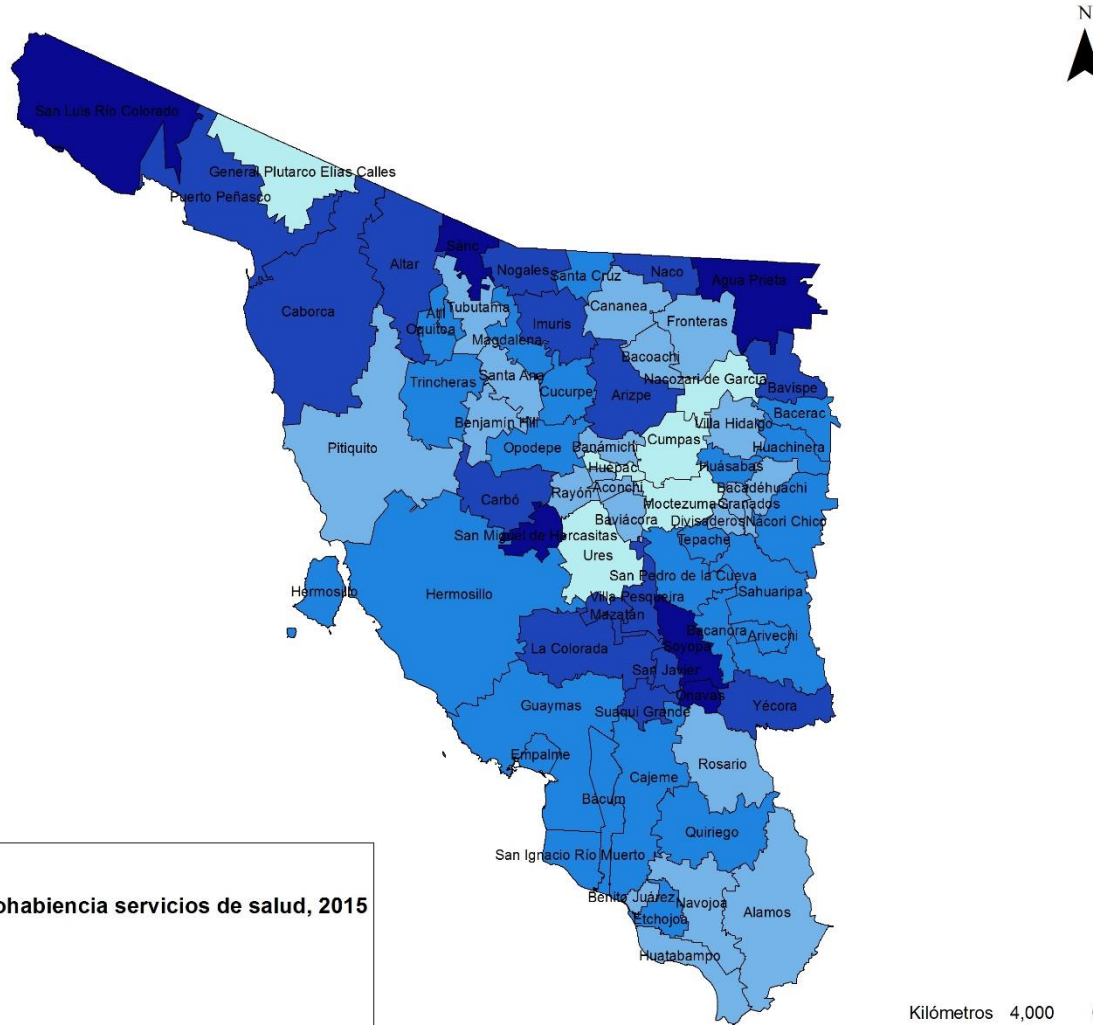 N
San Luis Río Colorado
General Plutarco Elías Calles
Puerto Peñasco
Sáric
Altar
Nogales
Santa Cruz
Naco
Agua Prieta
Caborca
Tubutama
Cananea
Atil
Oquitoa
Imuris
Fronteras
Magdalena
Bacoachi
Santa Ana
Nacozari de García
Trincheras
Cucurpe
Arizpe
Bavispe
Bacerac
Benjamín Hill
Villa Hidalgo
Pitiquito
Opodepe
Banámichi
Cumpas
Huachinera
Huépac
Huásabas
Carbó
Rayón
Aconchi
Bacadéhuachi
Moctezuma
Granados
Baviácora
Divisaderos
Nácori Chico
San Miguel de Horcasitas
Tepache
Ures
San Pedro de la Cueva
Hermosillo
Hermosillo
Villa Pesqueira
Sahuaripa
Mazatán
Bacanora
Arivechi
La Colorada
Soyopa
San Javier
Onavas
Guaymas
Suaqui Grande
Yécora
Empalme
Rosario
Cajeme
Bácum
Quiriego
San Ignacio Río Muerto
Benito Juárez
Navojoa
ohabiencia servicios de salud, 2015
Etchojoa
Alamos
Huatabampo
Kilómetros 4,000